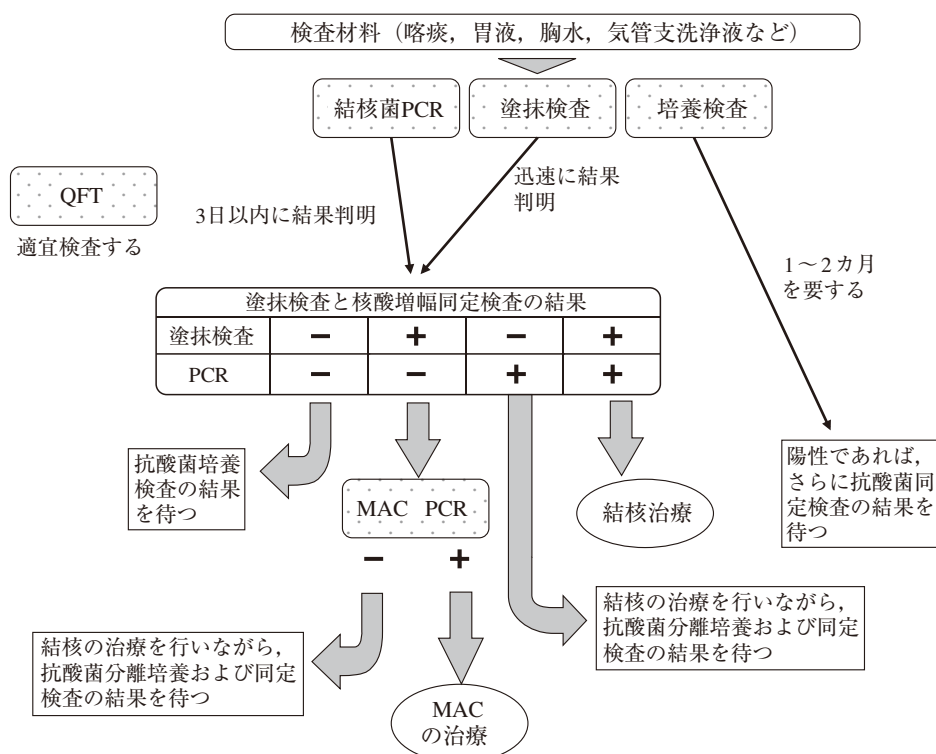 検査材料（喀痰，胃液，胸水，気管支洗浄液など）
結核菌PCR
塗抹検査
培養検査
QFT
適宜検査する
3日以内に結果判明
迅速に結果
判明
1～2カ月
を要する
塗抹検査と核酸増幅同定検査の結果
塗抹検査 － ＋ － ＋
PCR － － ＋ ＋
抗酸菌培養
検査の結果
を待つ
MAC PCR
－ ＋
結核治療
陽性であれば，
さらに抗酸菌同
定検査の結果を
待つ
結核の治療を行いながら，
抗酸菌分離培養および同定
検査の結果を待つ
MAC
の治療
結核の治療を行いながら，
抗酸菌分離培養および同定
検査の結果を待つ